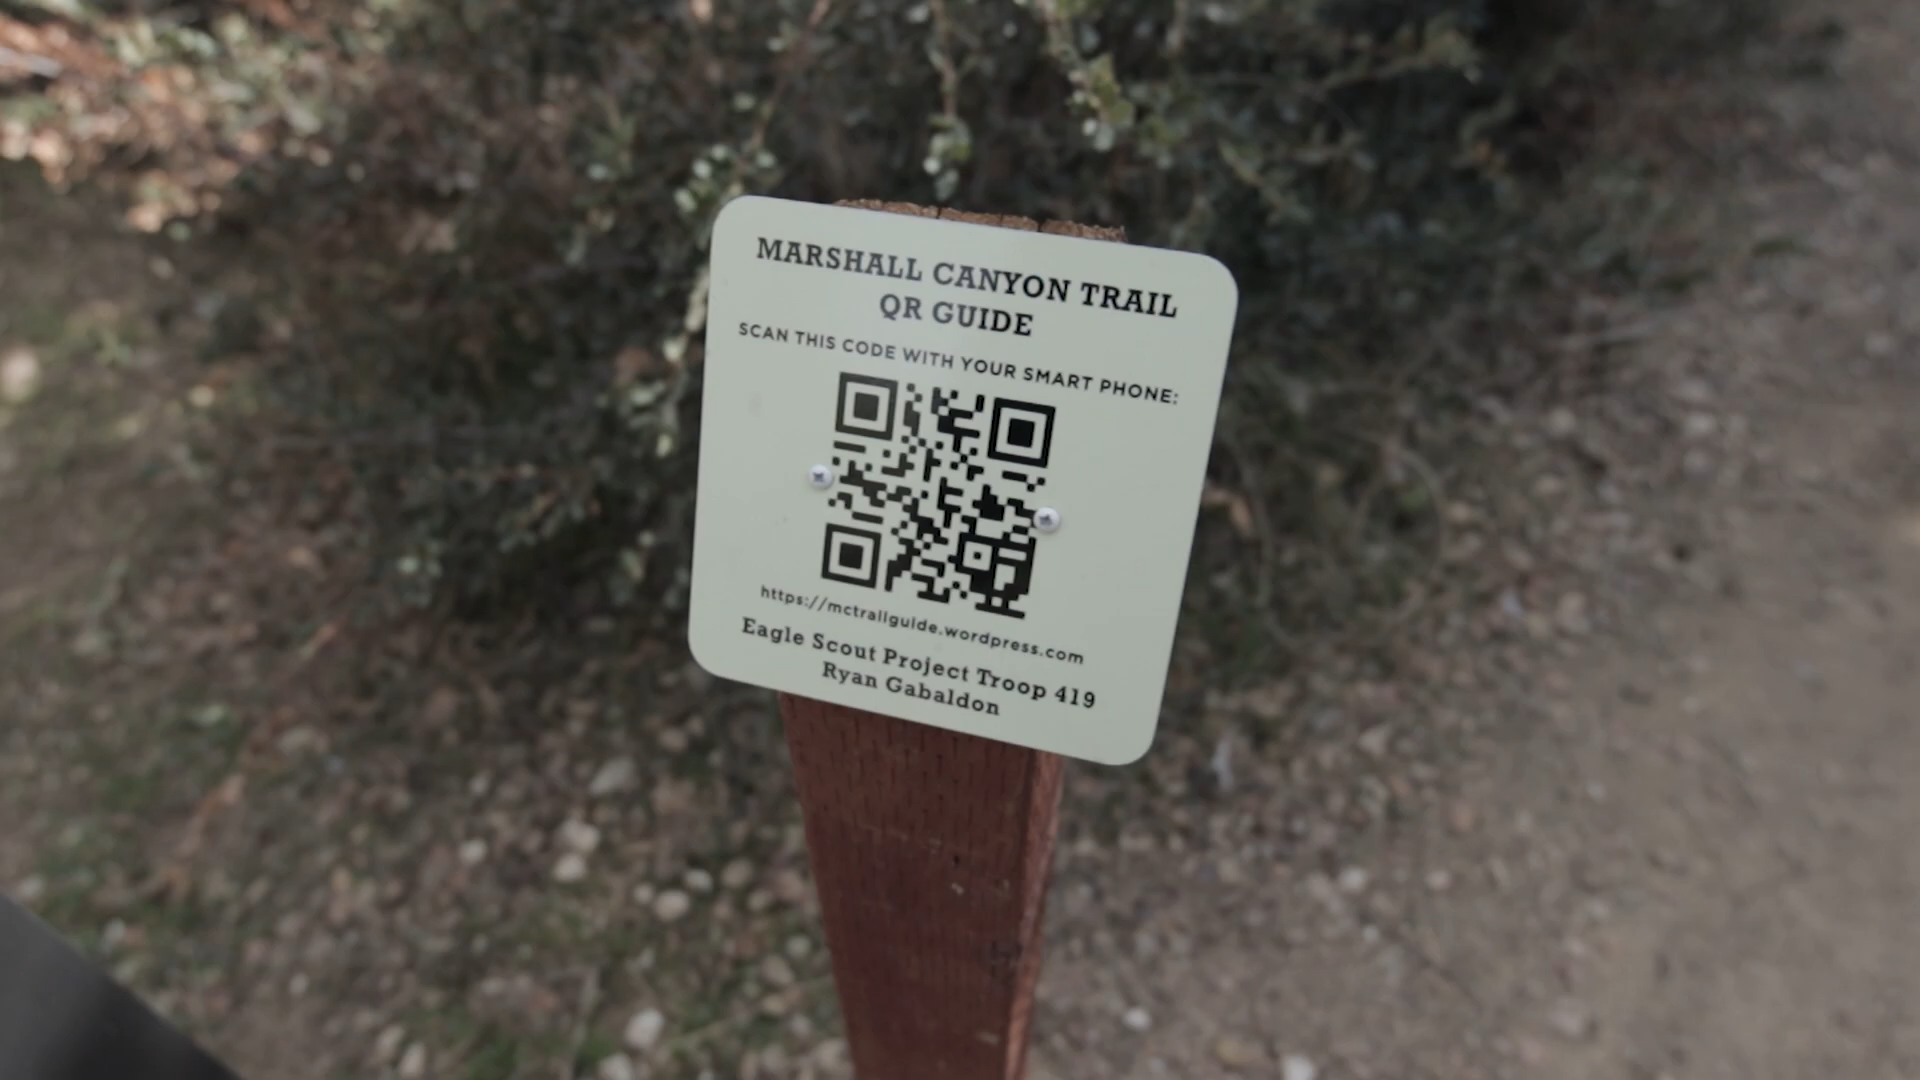 MARSHALL CANYON TRAIL
QR GUIDE
SCAN THIS CODE WITH YOUR SMART PHONE:
https://mctrailguide.wordpress.com
Eagle Scout Project Troop 419
Ryan Gabaldon